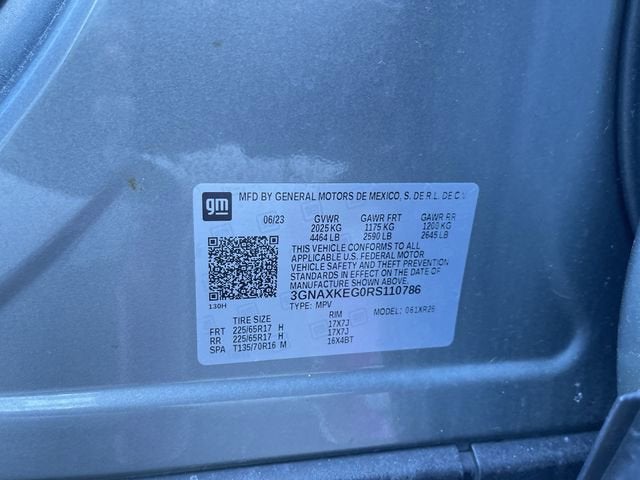 gm MFD BY GENERAL MOTORS DE MEXICO, S. DE R.L. DE C.V.
06/23 GVWR GAWR FRT GAWR RR
2025 KG 1175 KG 1200 KG
4464 LB 2590 LB 2645 LB
THIS VEHICLE CONFORMS TO ALL
APPLICABLE U.S. FEDERAL MOTOR
VEHICLE SAFETY AND THEFT PREVENTION
STANDARDS IN EFFECT ON THE DATE
OF MANUFACTURE SHOWN ABOVE.
3GNAXKEG0RS110786
130H TYPE: MPV MODEL: 061XR26
TIRE SIZE RIM
FRT 225/65R17 H 17X7J
RR 225/65R17 H 17X7J
SPA T135/70R16 M 16X4BT